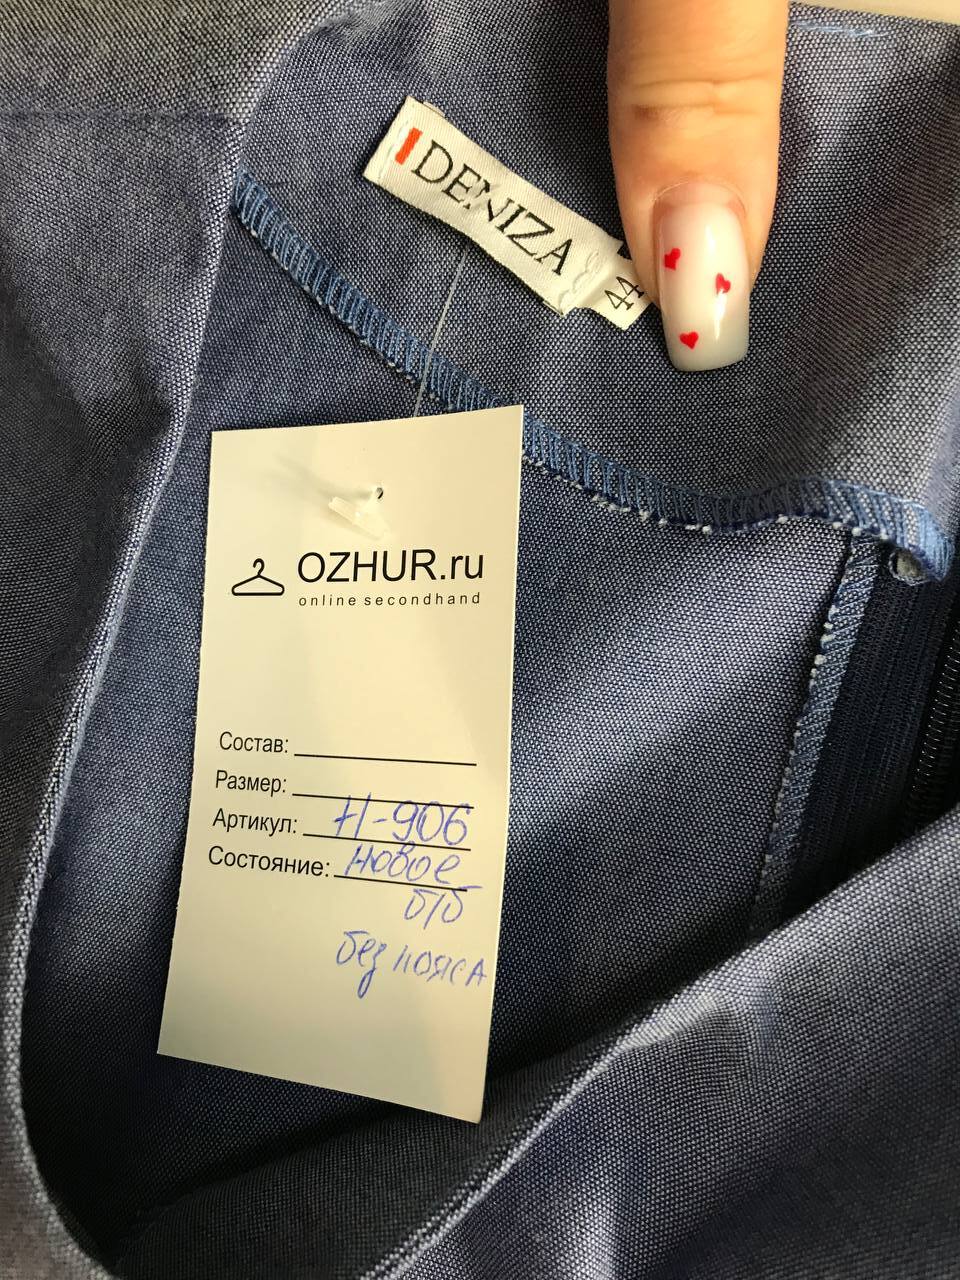 DENIZA
44
OZHUR.ru
online secondhand
Состав:
Размер:
Артикул: Н-906
Состояние: новое
б/б
без пояса